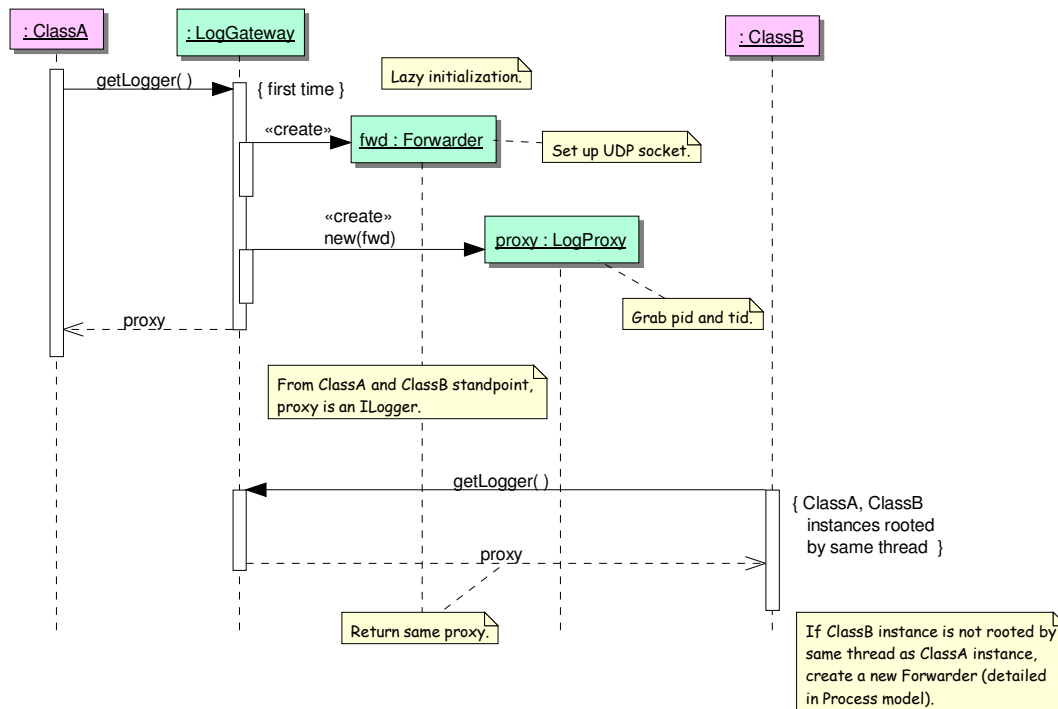 : ClassA
: LogGateway
: ClassB
getLogger( )
{ first time }
Lazy initialization.
«create»
fwd : Forwarder
Set up UDP socket.
«create»
new(fwd)
proxy : LogProxy
Grab pid and tid.
proxy
From ClassA and ClassB standpoint,
proxy is an ILogger.
getLogger( )
{ ClassA, ClassB
instances rooted
by same thread }
proxy
Return same proxy.
If ClassB instance is not rooted by
same thread as ClassA instance,
create a new Forwarder (detailed
in Process model).